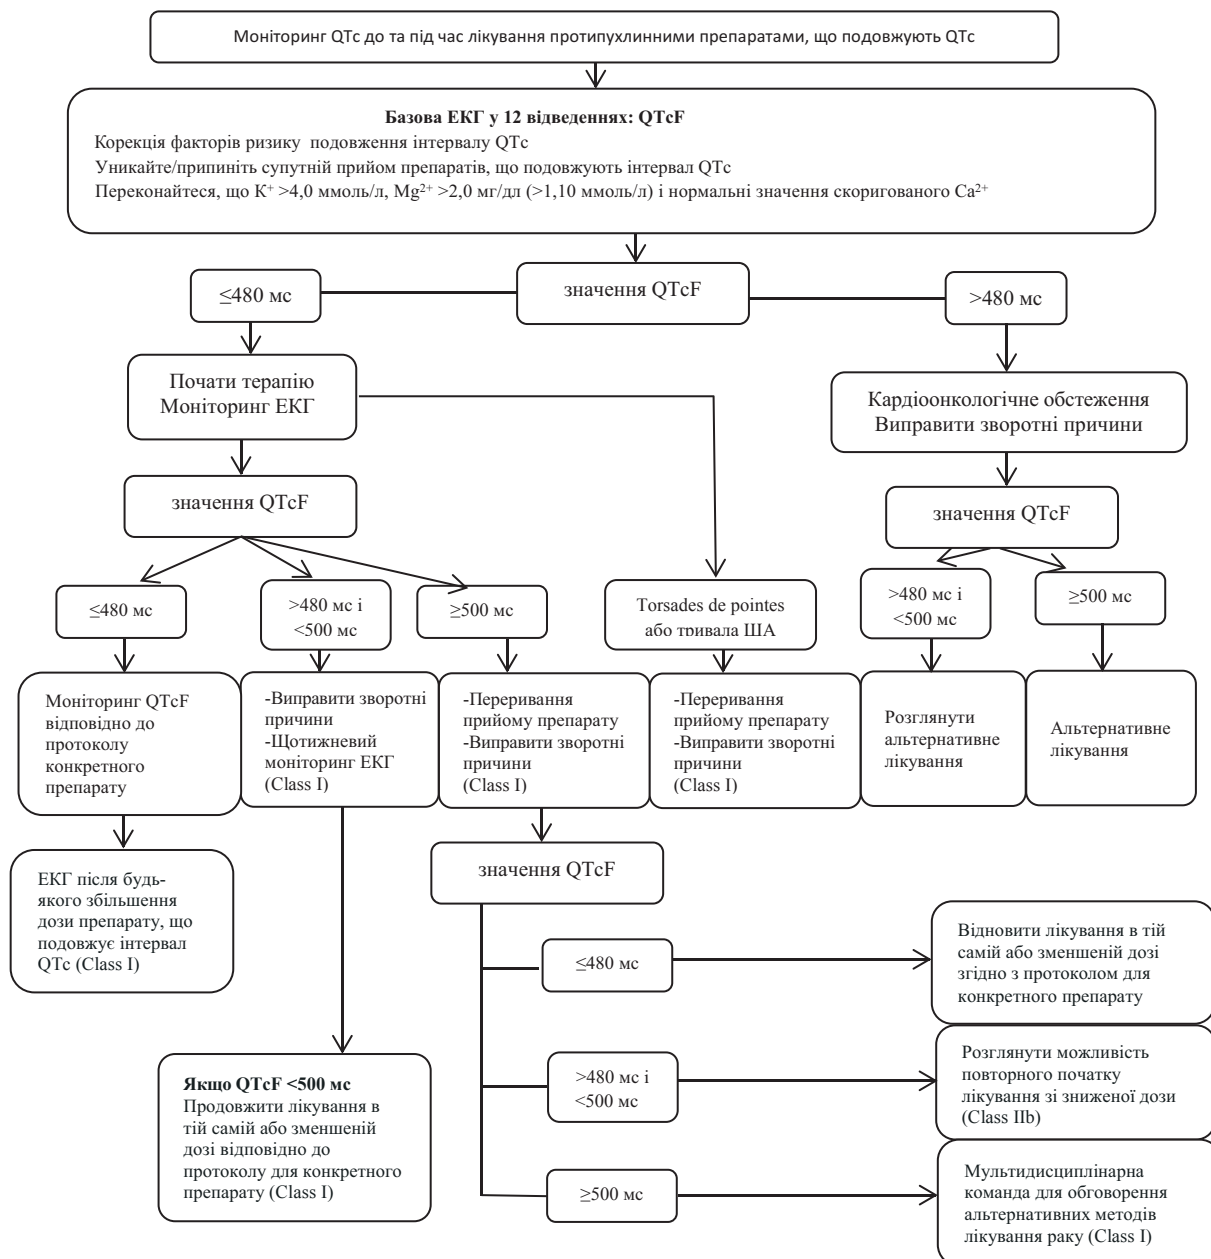 Моніторинг QTc до та під час лікування протипухлинними препаратами, що подовжують QTc
Базова ЕКГ у 12 відведеннях: QTcF
Корекція факторів ризику подовження інтервалу QTc
Уникайте/припиніть супутній прийом препаратів, що подовжують інтервал QTc
Переконайтеся, що K⁺ >4,0 ммоль/л, Mg²⁺ >2,0 мг/дл (>1,10 ммоль/л) і нормальні значення скоригованого Ca²⁺
≤480 мс
значення QTcF
>480 мс
Почати терапію
Моніторинг ЕКГ
Кардіоонкологічне обстеження
Виправити зворотні причини
значення QTcF
значення QTcF
≤480 мс
>480 мс і
<500 мс
≥500 мс
Torsades de pointes
або тривала ША
>480 мс і
<500 мс
≥500 мс
Моніторинг QTcF
відповідно до
протоколу
конкретного
препарату
-Виправити зворотні
причини
-Щотижневий
моніторинг ЕКГ
(Class I)
-Переривання
прийому препарату
-Виправити зворотні
причини
(Class I)
-Переривання
прийому препарату
-Виправити зворотні
причини
(Class I)
Розглянути
альтернативне
лікування
Альтернативне
лікування
ЕКГ після будь-
якого збільшення
дози препарату, що
подовжує інтервал
QTc (Class I)
значення QTcF
≤480 мс
Відновити лікування в тій
самій або зменшеній дозі
згідно з протоколом для
конкретного препарату
>480 мс і
<500 мс
Розглянути можливість
повторного початку
лікування зі зниженої дози
(Class IIb)
Якщо QTcF <500 мс
Продовжити лікування в
тій самій або зменшеній
дозі відповідно до
протоколу для конкретного
препарату (Class I)
≥500 мс
Мультидисциплінарна
команда для обговорення
альтернативних методів
лікування раку (Class I)